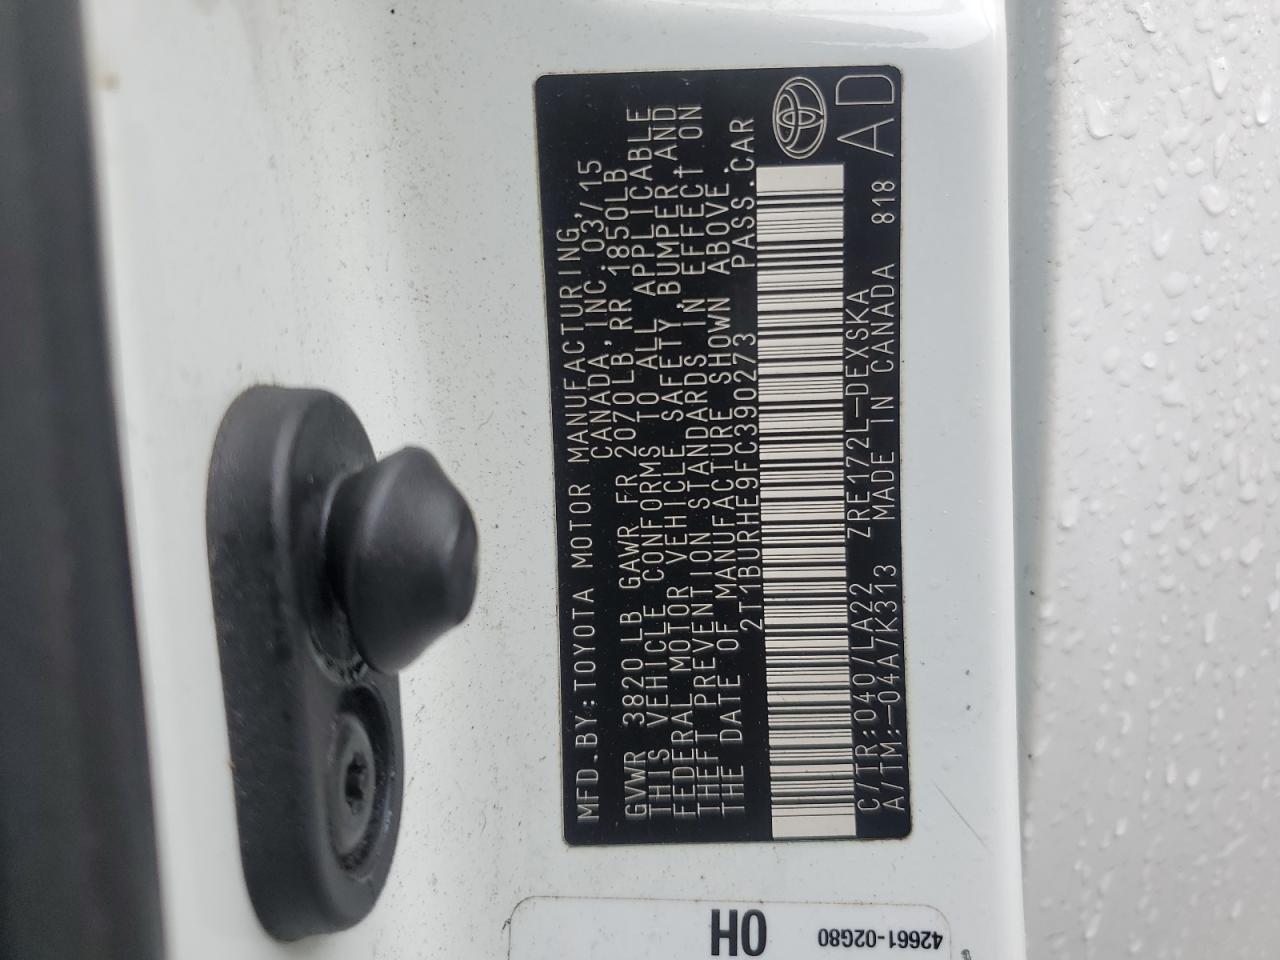 MFD.BY:TOYOTA MOTOR MANUFACTURING,
CANADA,INC. 03/15
GVWR 3820LB GAWR FR 2070LB,RR 1850LB
THIS VEHICLE CONFORMS TO ALL APPLICABLE
FEDERAL MOTOR VEHICLE SAFETY, BUMPER,AND
THEFT PREVENTION STANDARDS IN EFFECT ON
THE DATE OF MANUFACTURE SHOWN ABOVE.
2T1BURHE9FC390273 PASS.CAR
C/TR:040/LA22 ZRE172L-DEXSKA
A/TM:-04A/K313 MADE IN CANADA 818
AD
OH
42661-02G80